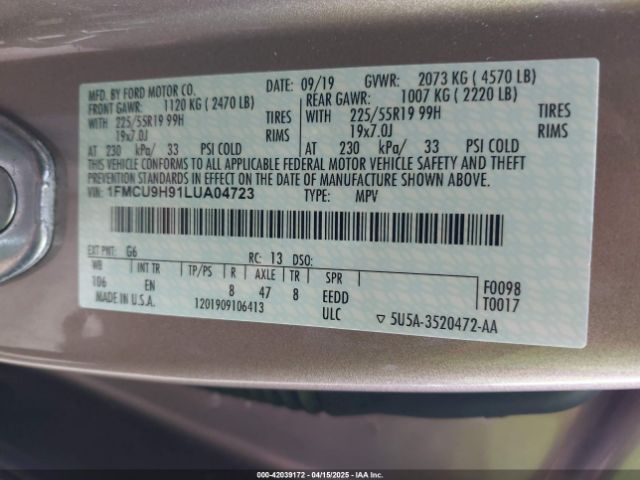 MFD. BY FORD MOTOR CO. DATE: 09/19 GVWR: 2073 KG ( 4570 LB)
FRONT GAWR: 1120 KG ( 2470 LB) REAR GAWR: 1007 KG ( 2220 LB)
WITH 225/55R19 99H TIRES WITH 225/55R19 99H TIRES
19x7.0J RIMS 19x7.0J RIMS
AT 230 kPa/ 33 PSI COLD AT 230 kPa/ 33 PSI COLD
THIS VEHICLE CONFORMS TO ALL APPLICABLE FEDERAL MOTOR VEHICLE SAFETY AND THEFT
PREVENTION STANDARDS IN EFFECT ON THE DATE OF MANUFACTURE SHOWN ABOVE.
VIN: 1FMCU9H91LUA04723 TYPE: MPV
EXT PNT: G6 RC: 13 DSO:
WB INT TR TP/PS R AXLE TR SPR F0098
106 EN 8 47 8 EEDD T0017
MADE IN U.S.A. 1201909106413 ULC ▽ 5U5A-3520472-AA
000-42039172 - 04/15/2025 - IAAI.com